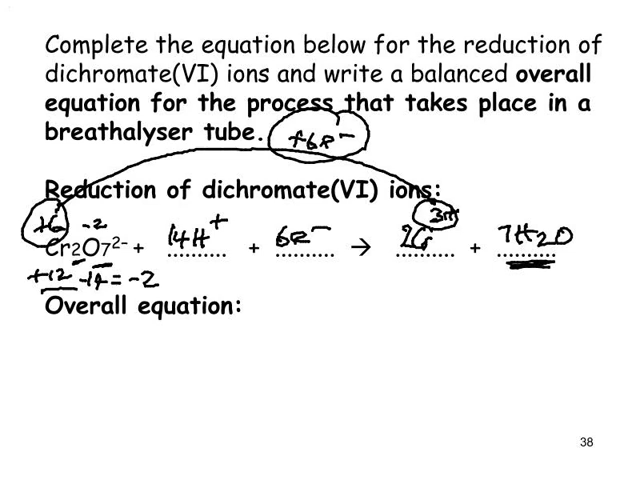 Complete the equation below for the reduction of
dichromate(VI) ions and write a balanced overall
equation for the process that takes place in a
breathalyser tube.
+6e⁻
Reduction of dichromate(VI) ions:
+6 -2 3+
Cr₂O₇²⁻ + 14H⁺ + 6e⁻ → 2Cr + 7H₂O
+12 -14 = -2
Overall equation:
38